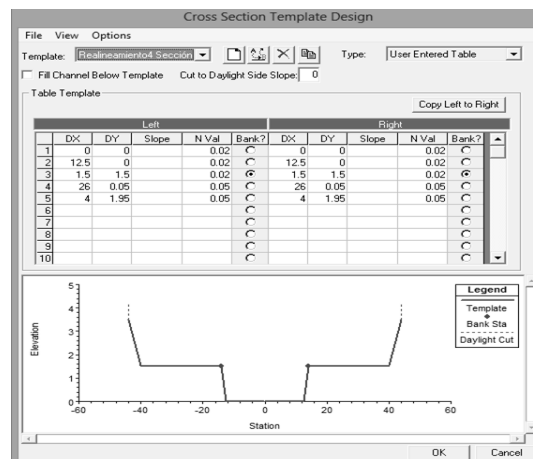 Cross Section Template Design
File View Options
Template: Realineamiento4 Sección Type: User Entered Table
Fill Channel Below Template Cut to Daylight Side Slope: 0
Table Template
Copy Left to Right
Left Right
DX DY Slope N Val Bank? DX DY Slope N Val Bank?
1 0 0 0.02 0 0 0.02
2 12.5 0 0.02 12.5 0 0.02
3 1.5 1.5 0.02 1.5 1.5 0.02
4 26 0.05 0.05 26 0.05 0.05
5 4 1.95 0.05 4 1.95 0.05
6
7
8
9
10
5
4
3
2
1
0
Elevation
-60 -40 -20 0 20 40 60
Station
Legend
Template
Bank Sta
Daylight Cut
OK Cancel